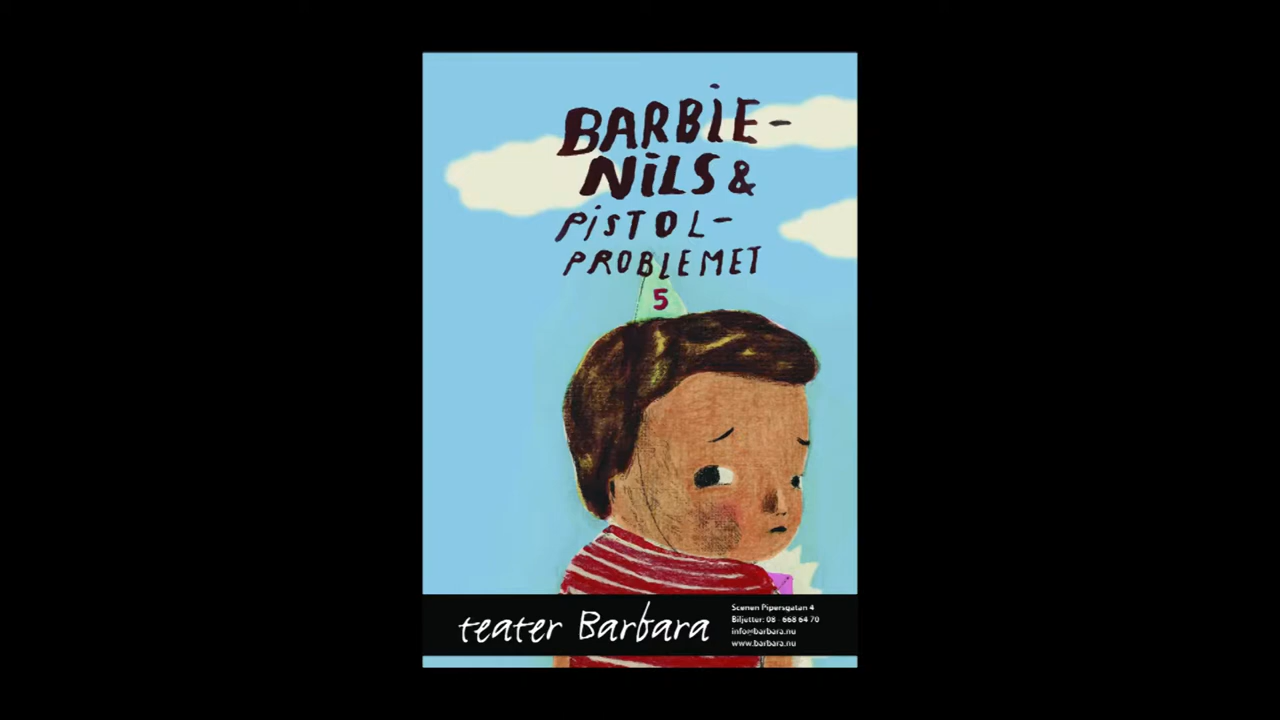 BARBIE-
NILS &
PISTOL-
PROBLEMET
5
teater Barbara
Scenen Pipersgatan 4
Biljetter: 08 - 668 64 70
info@barbara.nu
www.barbara.nu